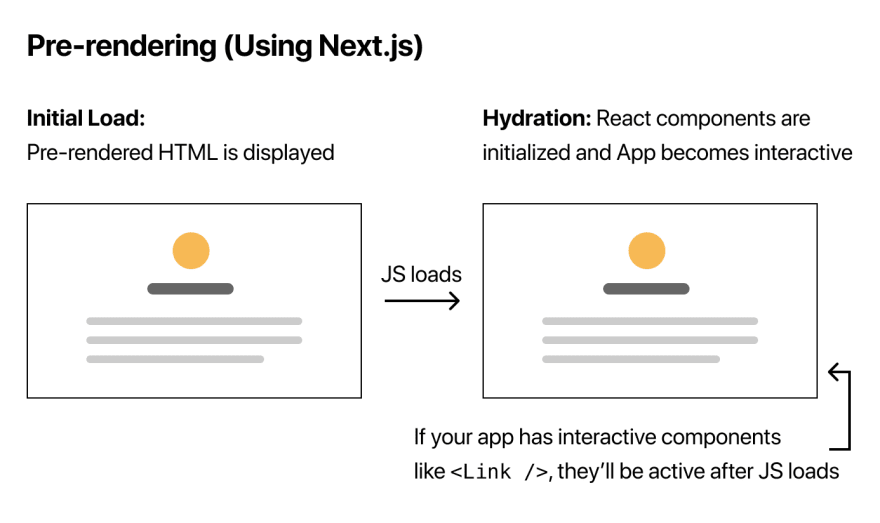 Pre-rendering (Using Next.js)
Initial Load:
Pre-rendered HTML is displayed
Hydration: React components are
initialized and App becomes interactive
JS loads
If your app has interactive components
like <Link />, they’ll be active after JS loads